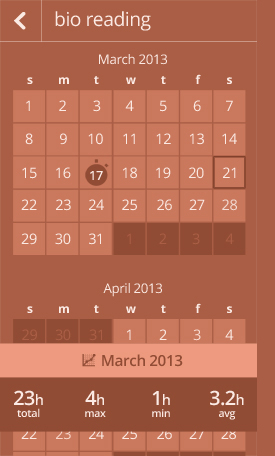 bio reading
March 2013
s m t w t f s
1 2 3 4 5 6 7
8 9 10 11 12 13 14
15 16 17 18 19 20 21
22 23 24 25 26 27 28
29 30 31 1 2 3 4
April 2013
s m t w t f s
29 30 31 1 2 3 4
March 2013
23h 4h 1h 3.2h
total max min avg
22 23 24 25 26 27 28